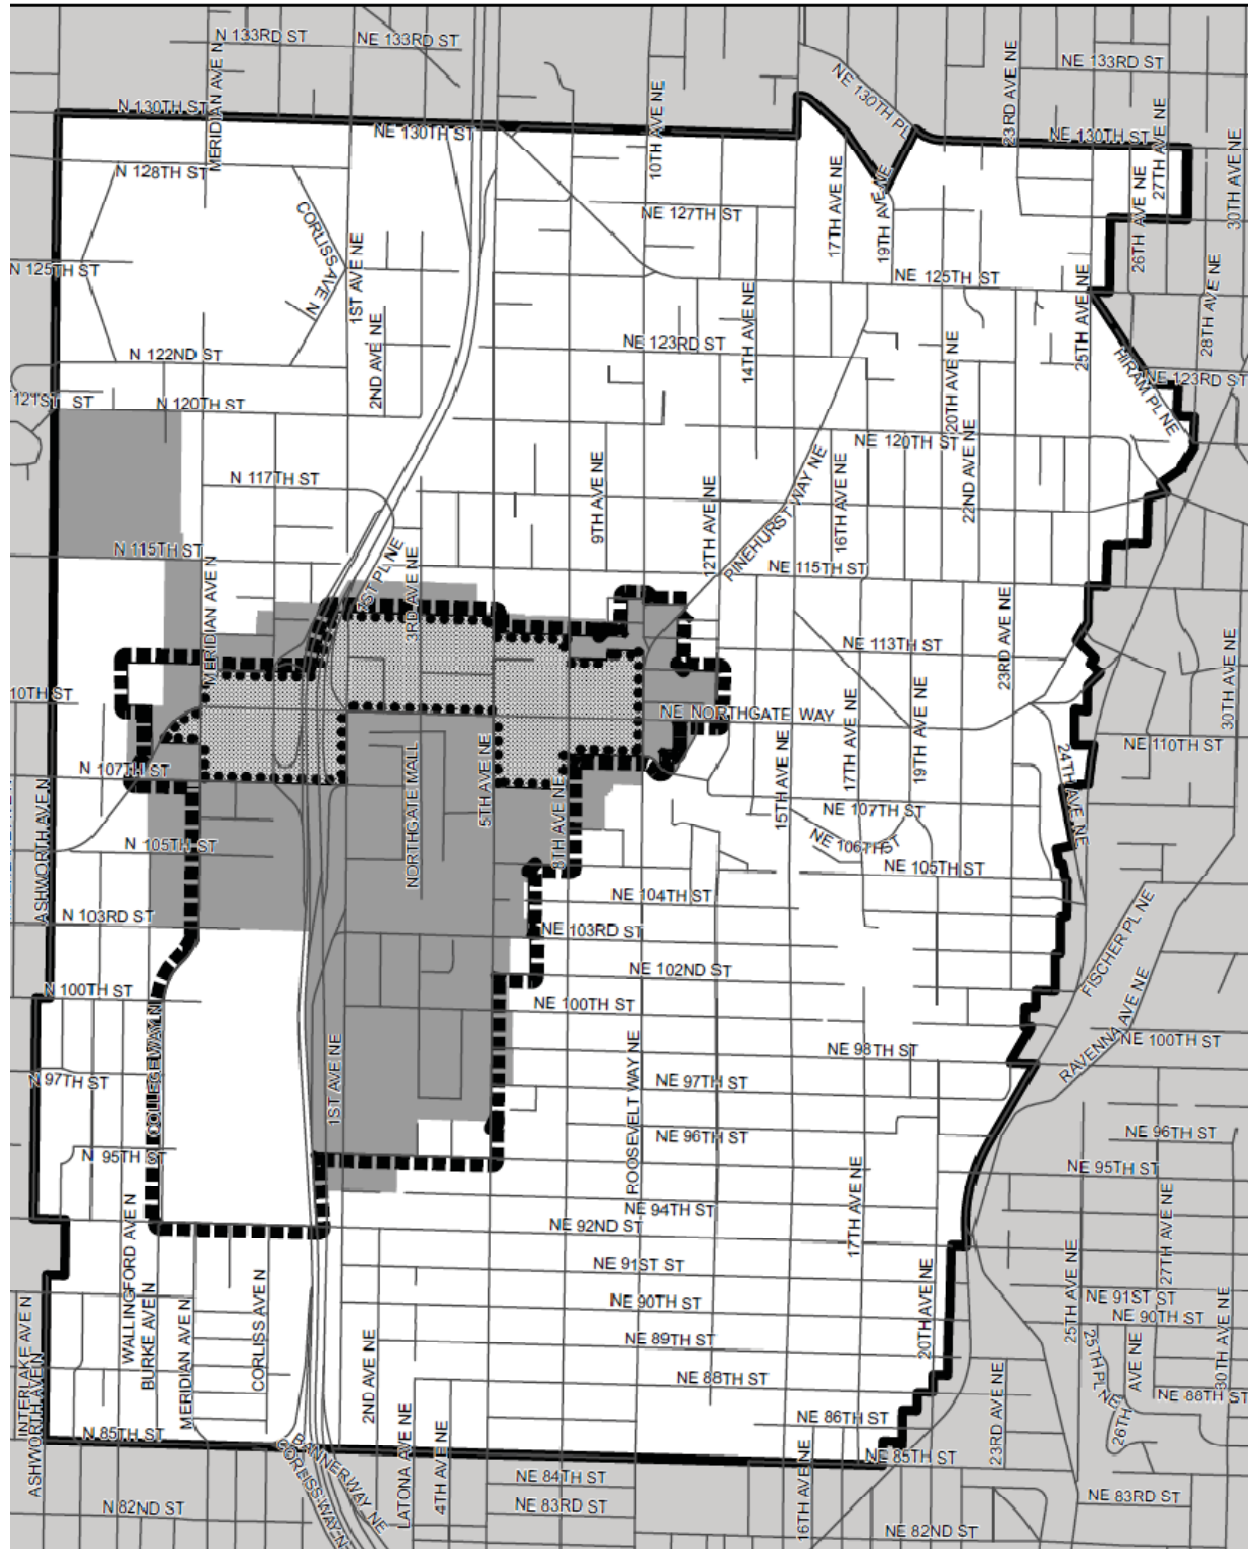 N 133RD ST
NE 133RD ST
NE 133RD ST
MERIDIAN AVE N
10TH AVE NE
NE 130TH PL
23RD AVE NE
N 130TH ST
NE 130TH ST
NE 130TH ST
27TH AVE NE
30TH AVE NE
N 128TH ST
CORLISS AVE N
NE 127TH ST
17TH AVE NE
19TH AVE NE
26TH AVE NE
N 125TH ST
1ST AVE NE
NE 125TH ST
28TH AVE NE
2ND AVE NE
14TH AVE NE
25TH AVE NE
NE 123RD ST
N 122ND ST
20TH AVE NE
HIRAM PL NE
NE 123RD ST
121ST ST
N 120TH ST
NE 120TH ST
N 117TH ST
9TH AVE NE
12TH AVE NE
PINEHURST WAY NE
16TH AVE NE
22ND AVE NE
N 115TH ST
NE 115TH ST
MERIDIAN AVE N
1ST PL NE
3RD AVE NE
NE 113TH ST
23RD AVE NE
30TH AVE NE
10TH ST
NE NORTHGATE WAY
17TH AVE NE
19TH AVE NE
NE 110TH ST
N 107TH ST
NORTHGATE MALL
5TH AVE NE
8TH AVE NE
15TH AVE NE
NE 107TH ST
24TH AVE NE
ASHWORTH AVE N
N 105TH ST
NE 106TH ST
NE 105TH ST
NE 104TH ST
N 103RD ST
NE 103RD ST
FISCHER PL NE
NE 102ND ST
N 100TH ST
NE 100TH ST
RAVENNA AVE NE
COLLEGE WAY N
1ST AVE NE
ROOSEVELT WAY NE
NE 98TH ST
NE 100TH ST
N 97TH ST
NE 97TH ST
NE 96TH ST
NE 96TH ST
N 95TH ST
NE 95TH ST
17TH AVE NE
27TH AVE NE
NE 94TH ST
NE 92ND ST
WALLINGFORD AVE N
BURKE AVE N
MERIDIAN AVE N
CORLISS AVE N
NE 91ST ST
20TH AVE NE
25TH AVE NE
NE 91ST ST
NE 90TH ST
NE 90TH ST
INTERLAKE AVE N
ASHWORTH AVE N
2ND AVE NE
NE 89TH ST
25TH PL NE
26TH AVE NE
30TH AVE NE
NE 88TH ST
NE 88TH ST
23RD AVE NE
LATONA AVE NE
4TH AVE NE
NE 86TH ST
N 85TH ST
BANNER WAY NE
CORLISS WAY N
16TH AVE NE
NE 85TH ST
NE 84TH ST
N 82ND ST
NE 83RD ST
NE 83RD ST
NE 82ND ST